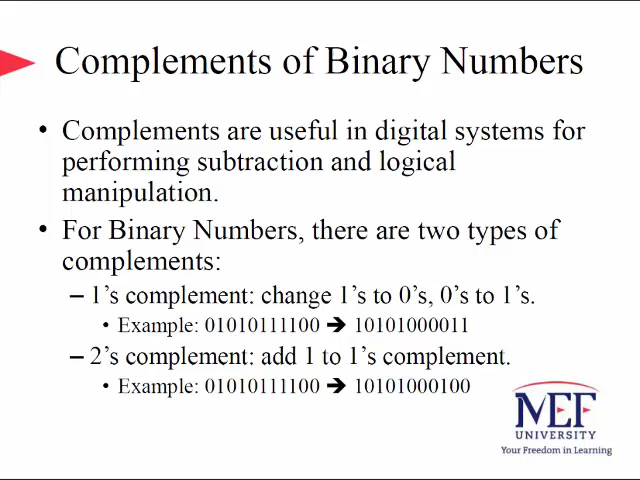 Complements of Binary Numbers
• Complements are useful in digital systems for
performing subtraction and logical
manipulation.
• For Binary Numbers, there are two types of
complements:
– 1’s complement: change 1’s to 0’s, 0’s to 1’s.
• Example: 01010111100 ➔ 10101000011
– 2’s complement: add 1 to 1’s complement.
• Example: 01010111100 ➔ 10101000100
MEF
UNIVERSITY
Your Freedom in Learning